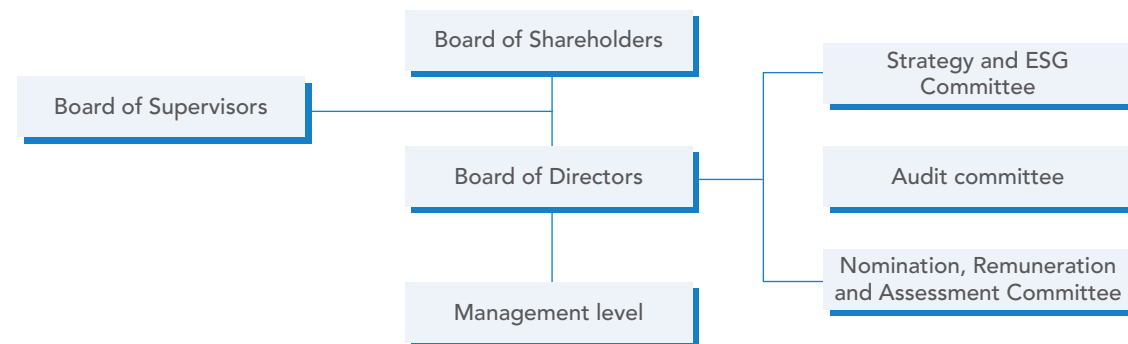 Board of Shareholders
Board of Supervisors
Board of Directors
Management level
Strategy and ESG
Committee
Audit committee
Nomination, Remuneration
and Assessment Committee